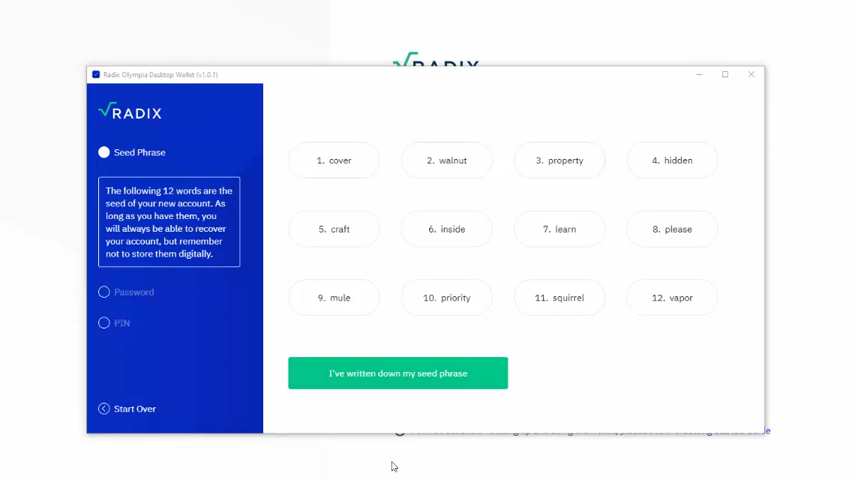 Radix Olympia Desktop Wallet (v1.0.1)
RADIX
RADIX
Seed Phrase
The following 12 words are the
seed of your new account. As
long as you have them, you
will always be able to recover
your account, but remember
not to store them digitally.
Password
PIN
Start Over
1. cover
2. walnut
3. property
4. hidden
5. craft
6. inside
7. learn
8. please
9. mule
10. priority
11. squirrel
12. vapor
I've written down my seed phrase